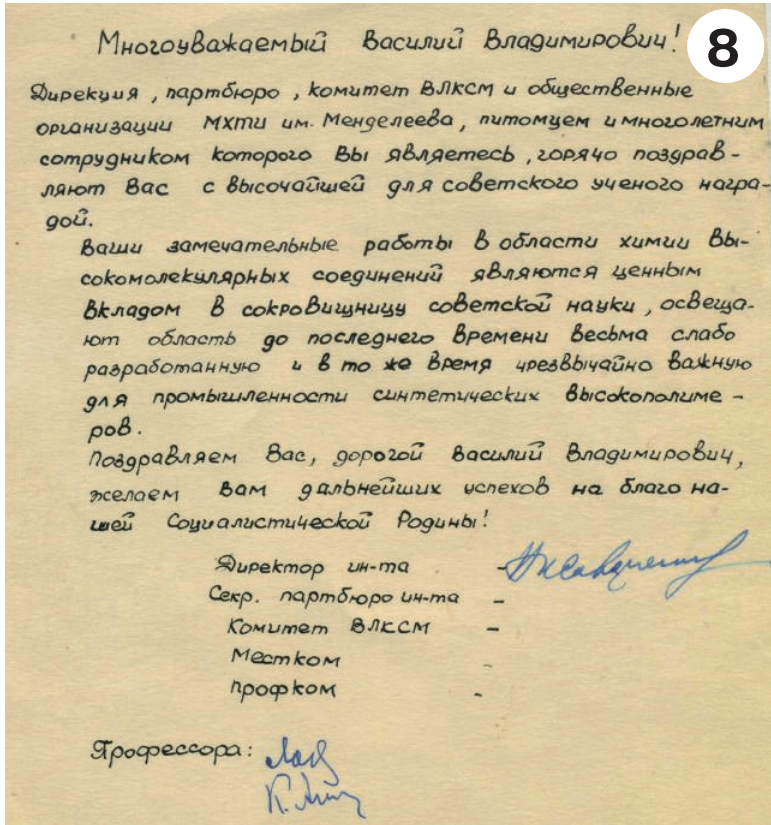 Многоуважаемый Василий Владимирович!
8
Дирекция, партбюро, комитет ВЛКСМ и общественные
организации МХТИ им. Менделеева, питомцем и многолетним
сотрудником которого Вы являетесь, горячо поздрав-
ляют Вас с высочайшей для советского ученого награ-
дой.
Ваши замечательные работы в области химии вы-
сокомолекулярных соединений являются ценным
вкладом в сокровищницу советской науки, освеща-
ют область до последнего времени весьма слабо
разработанную и в то же время чрезвычайно важную
для промышленности синтетических высокополиме-
ров.
Поздравляем Вас, дорогой Василий Владимирович,
желаем Вам дальнейших успехов на благо на-
шей Социалистической Родины!
Директор ин-та -
Секр. партбюро ин-та -
Комитет ВЛКСМ -
Местком -
Профком -
Профессора: